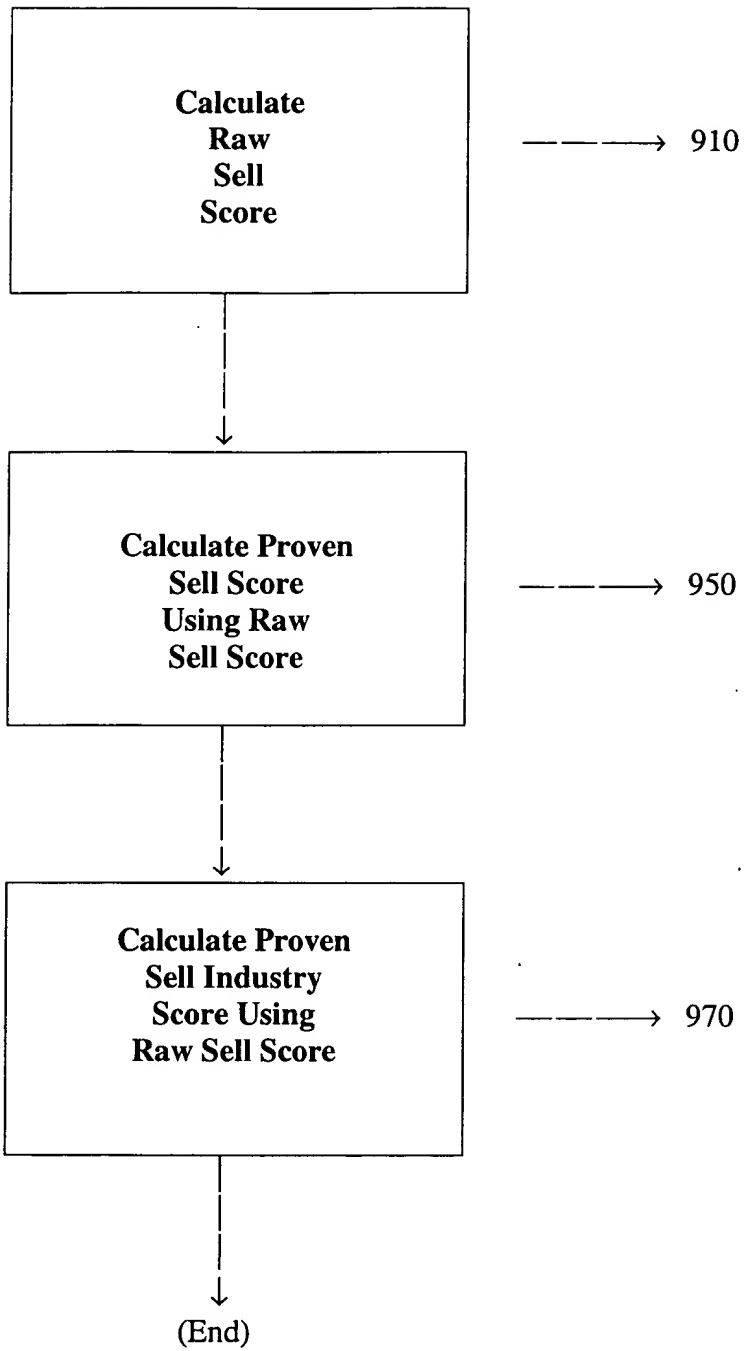 Calculate
Raw
Sell
Score
910
Calculate Proven
Sell Score
Using Raw
Sell Score
950
Calculate Proven
Sell Industry
Score Using
Raw Sell Score
970
(End)